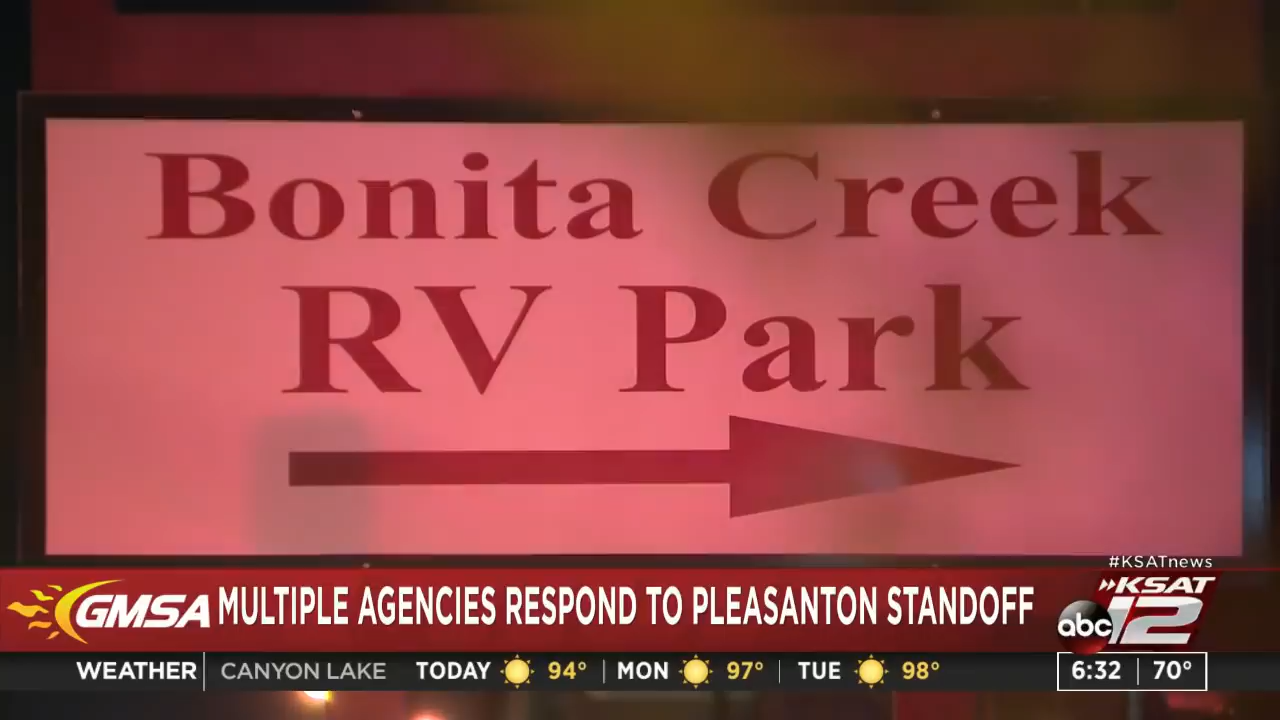 Bonita Creek
RV Park
#KSATnews
GMSA MULTIPLE AGENCIES RESPOND TO PLEASANTON STANDOFF
KSAT
abc 12
WEATHER CANYON LAKE TODAY 94° MON 97° TUE 98° 6:32 70°